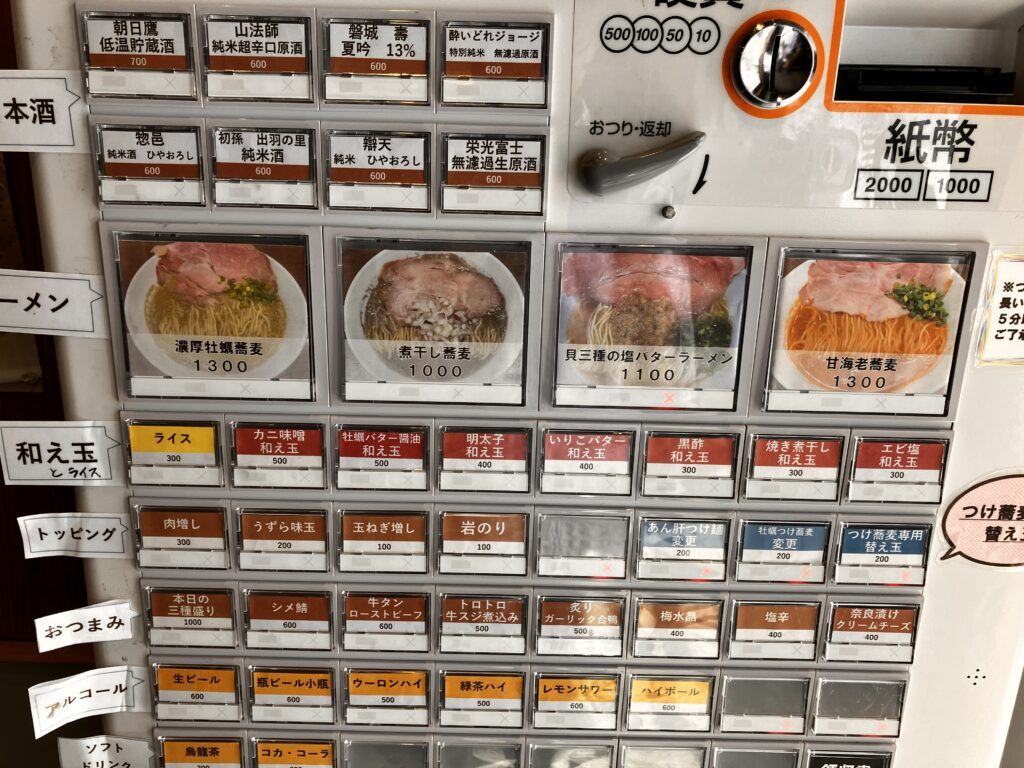 500 100 50 10
おつり・返却
紙幣
2000 1000
本酒
朝日鷹
低温貯蔵酒
700
山法師
純米超辛口原酒
600
磐城 壽
夏吟 13%
600
酔いどれジョージ
特別純米 無濾過原酒
600
惣邑
純米酒 ひやおろし
600
初孫 出羽の里
純米酒
600
辯天
純米 ひやおろし
600
栄光富士
無濾過生原酒
600
ーメン
濃厚牡蠣蕎麦
1300
煮干し蕎麦
1000
貝三種の塩バターラーメン
1100
甘海老蕎麦
1300
和え玉
とライス
ライス
300
カニ味噌
和え玉
500
牡蠣バター醤油
和え玉
500
明太子
和え玉
400
いりこバター
和え玉
400
黒酢
和え玉
300
焼き煮干し
和え玉
300
エビ塩
和え玉
300
トッピング
肉増し
300
うずら味玉
200
玉ねぎ増し
100
岩のり
100
あん肝つけ麺
変更
200
牡蠣つけ蕎麦
変更
200
つけ蕎麦専用
替え玉
200
つけ蕎
替え
おつまみ
本日の
三種盛り
1000
シメ鯖
600
牛タン
ローストビーフ
600
トロトロ
牛スジ煮込み
500
炙り
ガーリック合鴨
500
梅水晶
400
塩辛
400
奈良漬け
クリームチーズ
400
アルコール
生ビール
600
瓶ビール小瓶
600
ウーロンハイ
500
緑茶ハイ
500
レモンサワー
600
ハイボール
600
ソフト
ドリンク
烏龍茶
コカ・コーラ
※つ
長い
5分
ご了